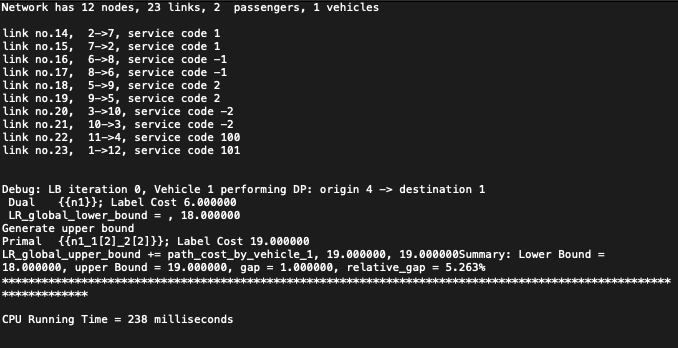 Network has 12 nodes, 23 links, 2  passengers, 1 vehicles
link no.14,  2->7, service code 1
link no.15,  7->2, service code 1
link no.16,  6->8, service code -1
link no.17,  8->6, service code -1
link no.18,  5->9, service code 2
link no.19,  9->5, service code 2
link no.20,  3->10, service code -2
link no.21,  10->3, service code -2
link no.22,  11->4, service code 100
link no.23,  1->12, service code 101
Debug: LB iteration 0, Vehicle 1 performing DP: origin 4 -> destination 1
 Dual   {{n1}}; Label Cost 6.000000
 LR_global_lower_bound = , 18.000000
Generate upper bound
Primal  {{n1_1[2]_2[2]}}; Label Cost 19.000000
LR_global_upper_bound += path_cost_by_vehicle_1, 19.000000, 19.000000Summary: Lower Bound =
18.000000, upper Bound = 19.000000, gap = 1.000000, relative_gap = 5.263%
*****************************************************************************************************
*************
CPU Running Time = 238 milliseconds